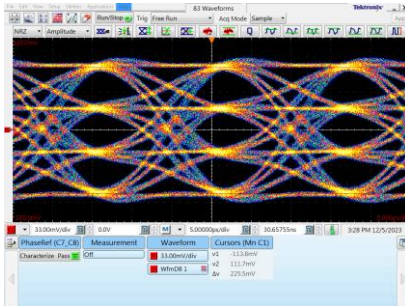 83 Waveforms
Tektronix
Run/Stop Trig Free Run Acq Mode Sample
NRZ Amplitude
33.00mV/div 0.0V M 5.00000ps/div 30.65755ns 3:28 PM 12/5/2023
PhaseRef (C7_C8) Measurement Waveform Cursors (Mn C1)
Characterize Pass Off 33.00mV/div v1 -113.8mV
WfmDB 1 v2 111.7mV
Δv 225.5mV